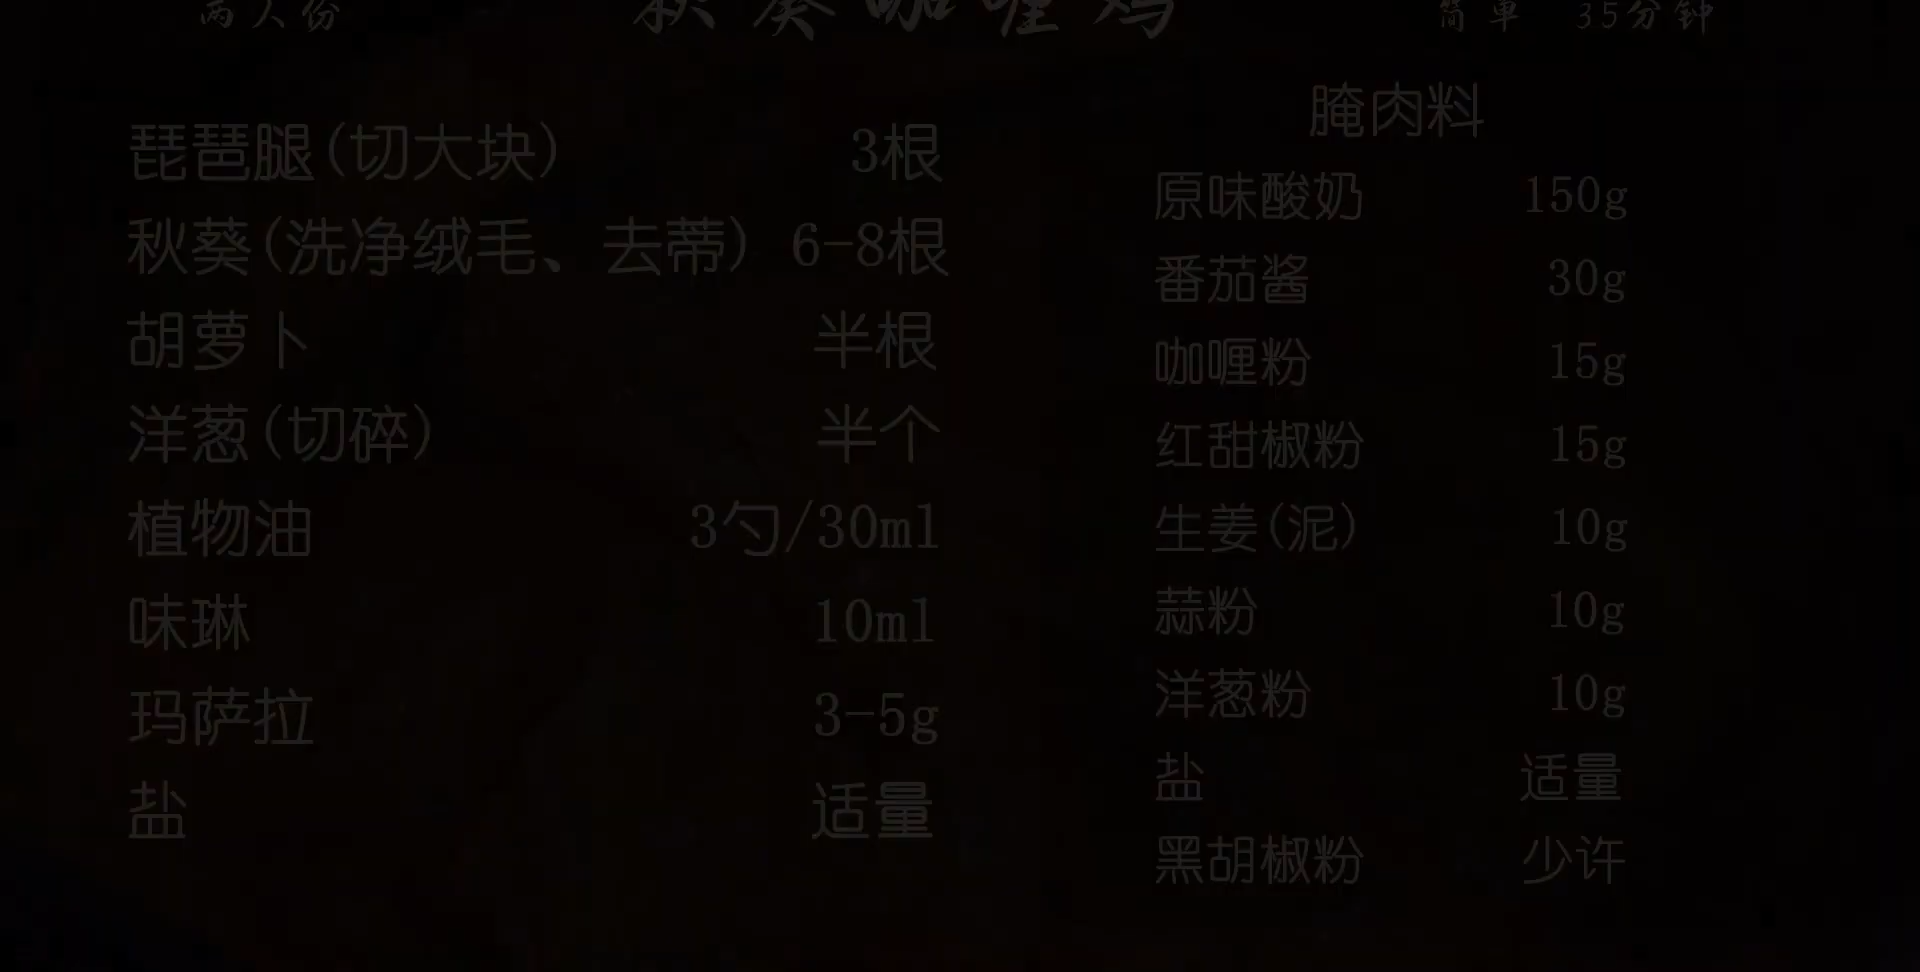 两人份 秋葵咖喱鸡 简单 35分钟
琵琶腿(切大块) 3根
秋葵(洗净绒毛、去蒂) 6-8根
胡萝卜 半根
洋葱(切碎) 半个
植物油 3勺/30ml
味琳 10ml
玛萨拉 3-5g
盐 适量
腌肉料
原味酸奶 150g
番茄酱 30g
咖喱粉 15g
红甜椒粉 15g
生姜(泥) 10g
蒜粉 10g
洋葱粉 10g
盐 适量
黑胡椒粉 少许